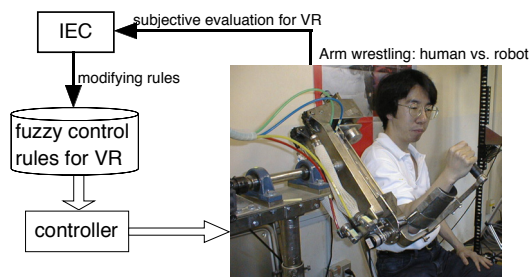 subjective evaluation for VR
IEC
Arm wrestling: human vs. robot
modifying rules
fuzzy control
rules for VR
controller